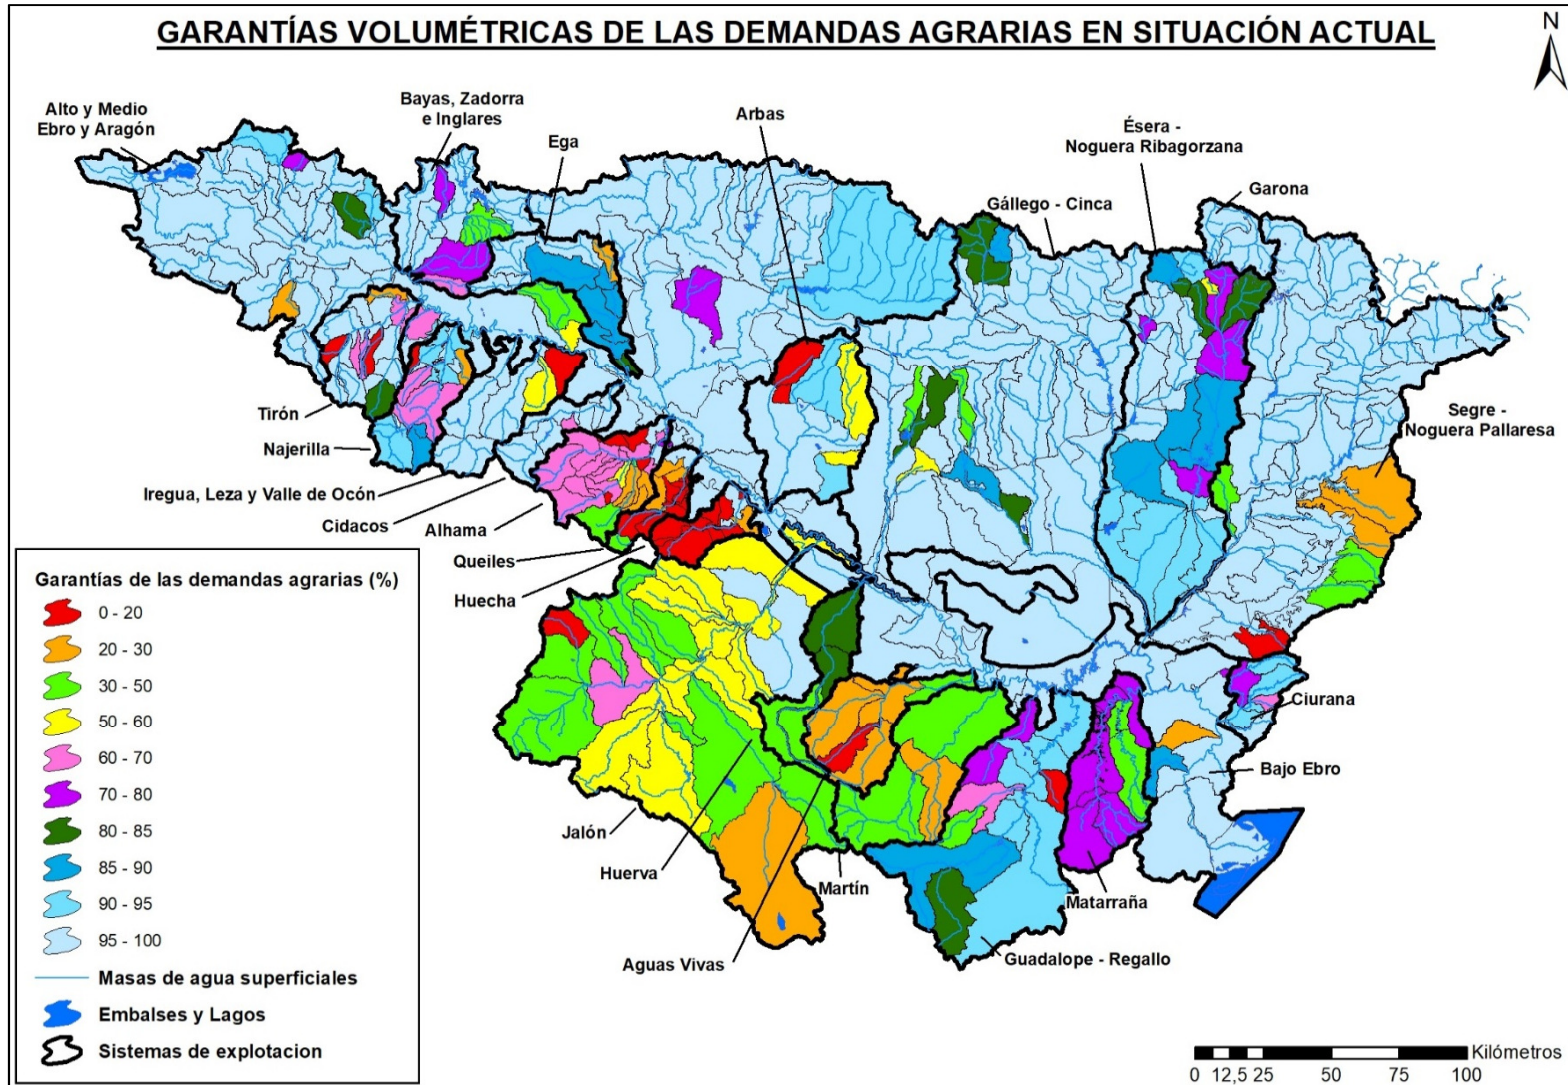 GARANTÍAS VOLUMÉTRICAS DE LAS DEMANDAS AGRARIAS EN SITUACIÓN ACTUAL
N
Alto y Medio
Ebro y Aragón
Bayas, Zadorra
e Inglares
Ega
Arbas
Ésera -
Noguera Ribagorzana
Garona
Gállego - Cinca
Segre -
Noguera Pallaresa
Tirón
Najerilla
Iregua, Leza y Valle de Ocón
Cidacos
Alhama
Queiles
Huecha
Ciurana
Bajo Ebro
Jalón
Huerva
Martín
Matarraña
Aguas Vivas
Guadalope - Regallo
Garantías de las demandas agrarias (%)
0 - 20
20 - 30
30 - 50
50 - 60
60 - 70
70 - 80
80 - 85
85 - 90
90 - 95
95 - 100
Masas de agua superficiales
Embalses y Lagos
Sistemas de explotacion
Kilómetros
0 12,5 25 50 75 100